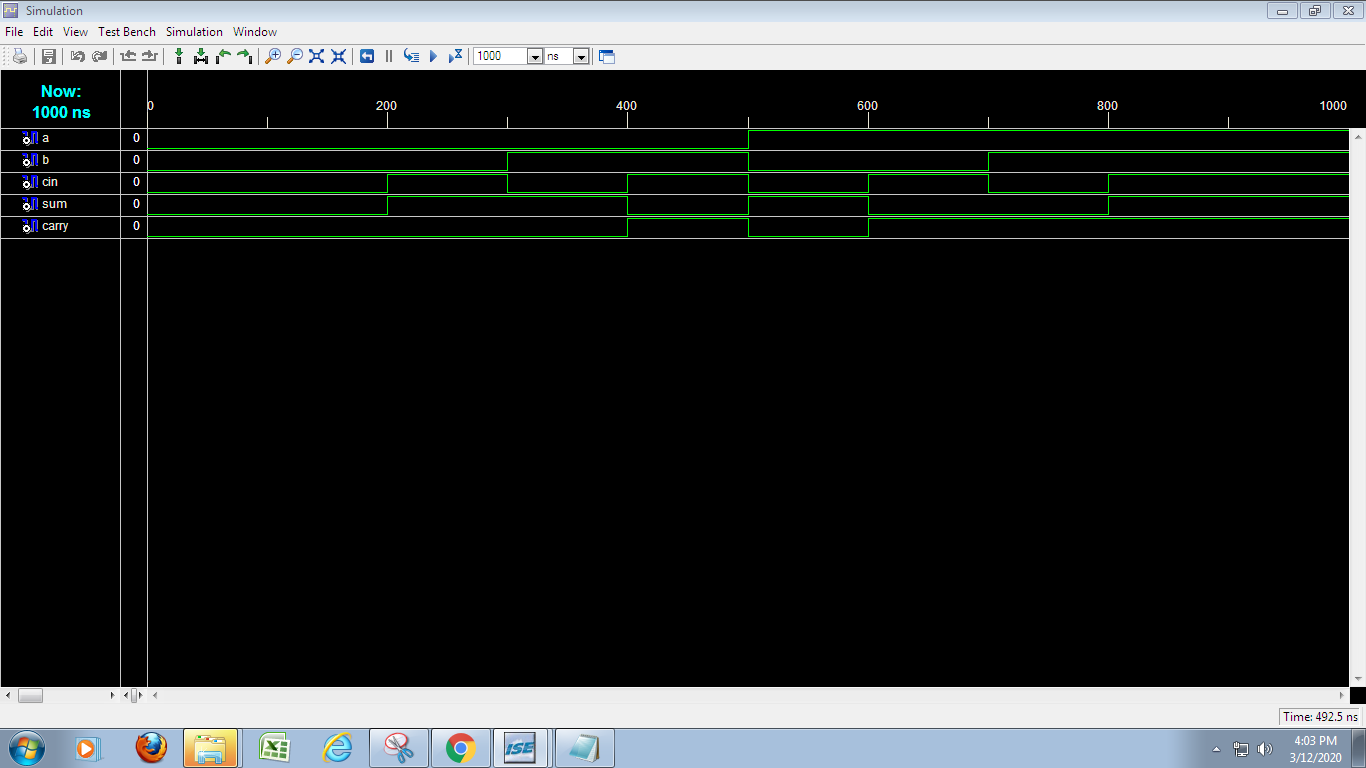 Simulation
File Edit View Test Bench Simulation Window
1000 ns
Now:
1000 ns
0 200 400 600 800 1000
a 0
b 0
cin 0
sum 0
carry 0
Time: 492.5 ns
ISE
4:03 PM
3/12/2020